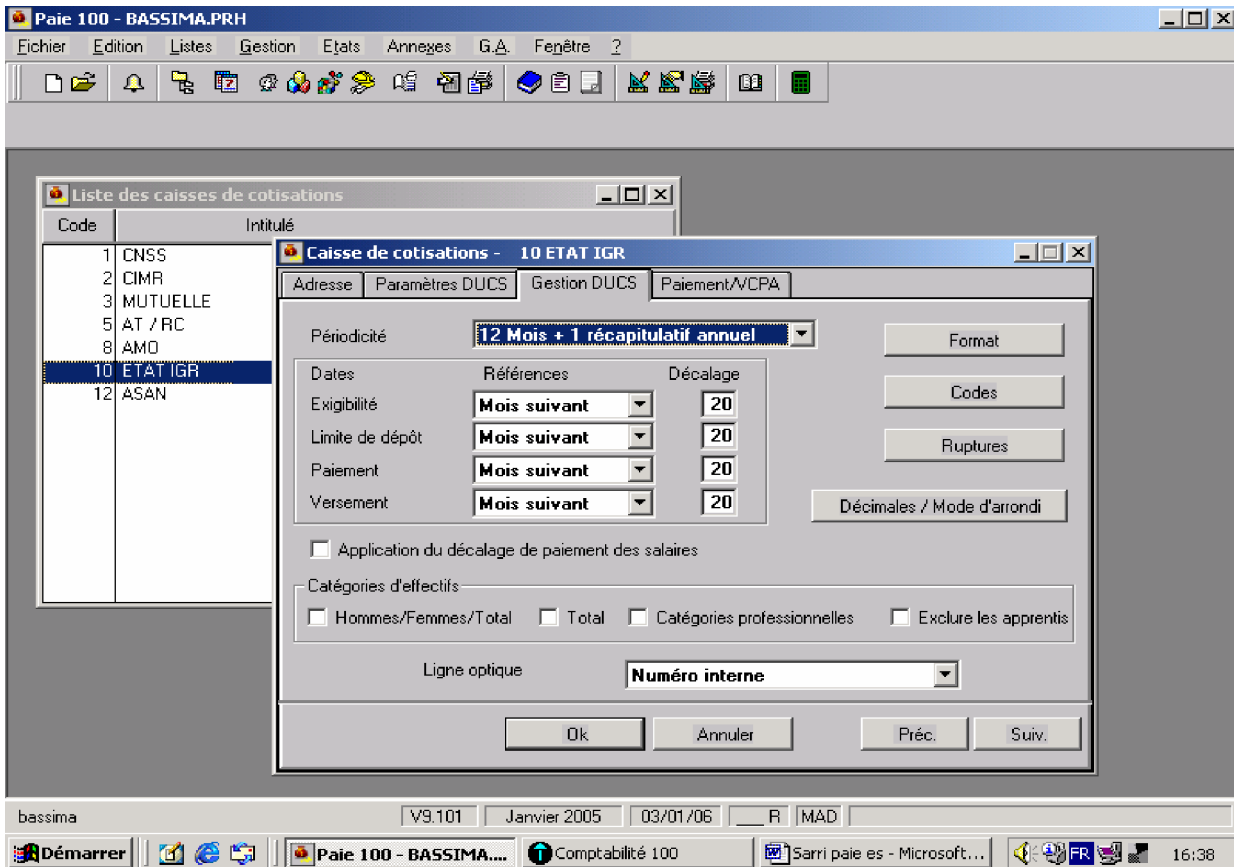 Paie 100 - BASSIMA.PRH
Fichier Edition Listes Gestion Etats Annexes G.A. Fenêtre ?
Liste des caisses de cotisations
Code Intitulé
1 CNSS
2 CIMR
3 MUTUELLE
5 AT / RC
8 AMO
10 ETAT IGR
12 ASAN
Caisse de cotisations - 10 ETAT IGR
Adresse Paramètres DUCS Gestion DUCS Paiement/VCPA
Périodicité 12 Mois + 1 récapitulatif annuel Format
Dates Références Décalage
Codes
Exigibilité Mois suivant 20
Limite de dépôt Mois suivant 20
Ruptures
Paiement Mois suivant 20
Versement Mois suivant 20
Décimales / Mode d'arrondi
Application du décalage de paiement des salaires
Catégories d'effectifs
Hommes/Femmes/Total Total Catégories professionnelles Exclure les apprentis
Ligne optique Numéro interne
Ok Annuler Préc. Suiv.
bassima V9.101 Janvier 2005 03/01/06 ___ R MAD
Démarrer Paie 100 - BASSIMA.... Comptabilité 100 Sarri paie es - Microsoft... FR 16:38